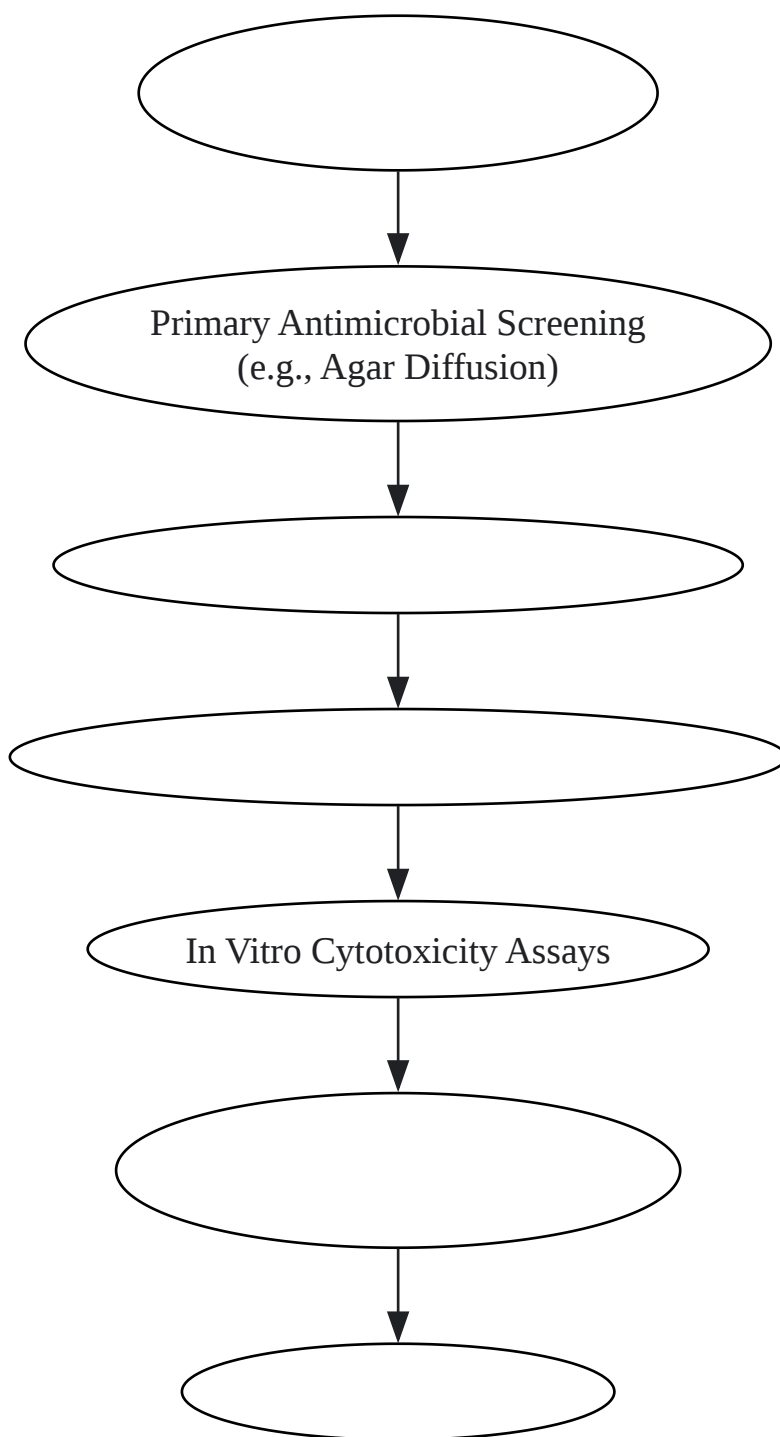 Primary Antimicrobial Screening
(e.g., Agar Diffusion)
In Vitro Cytotoxicity Assays